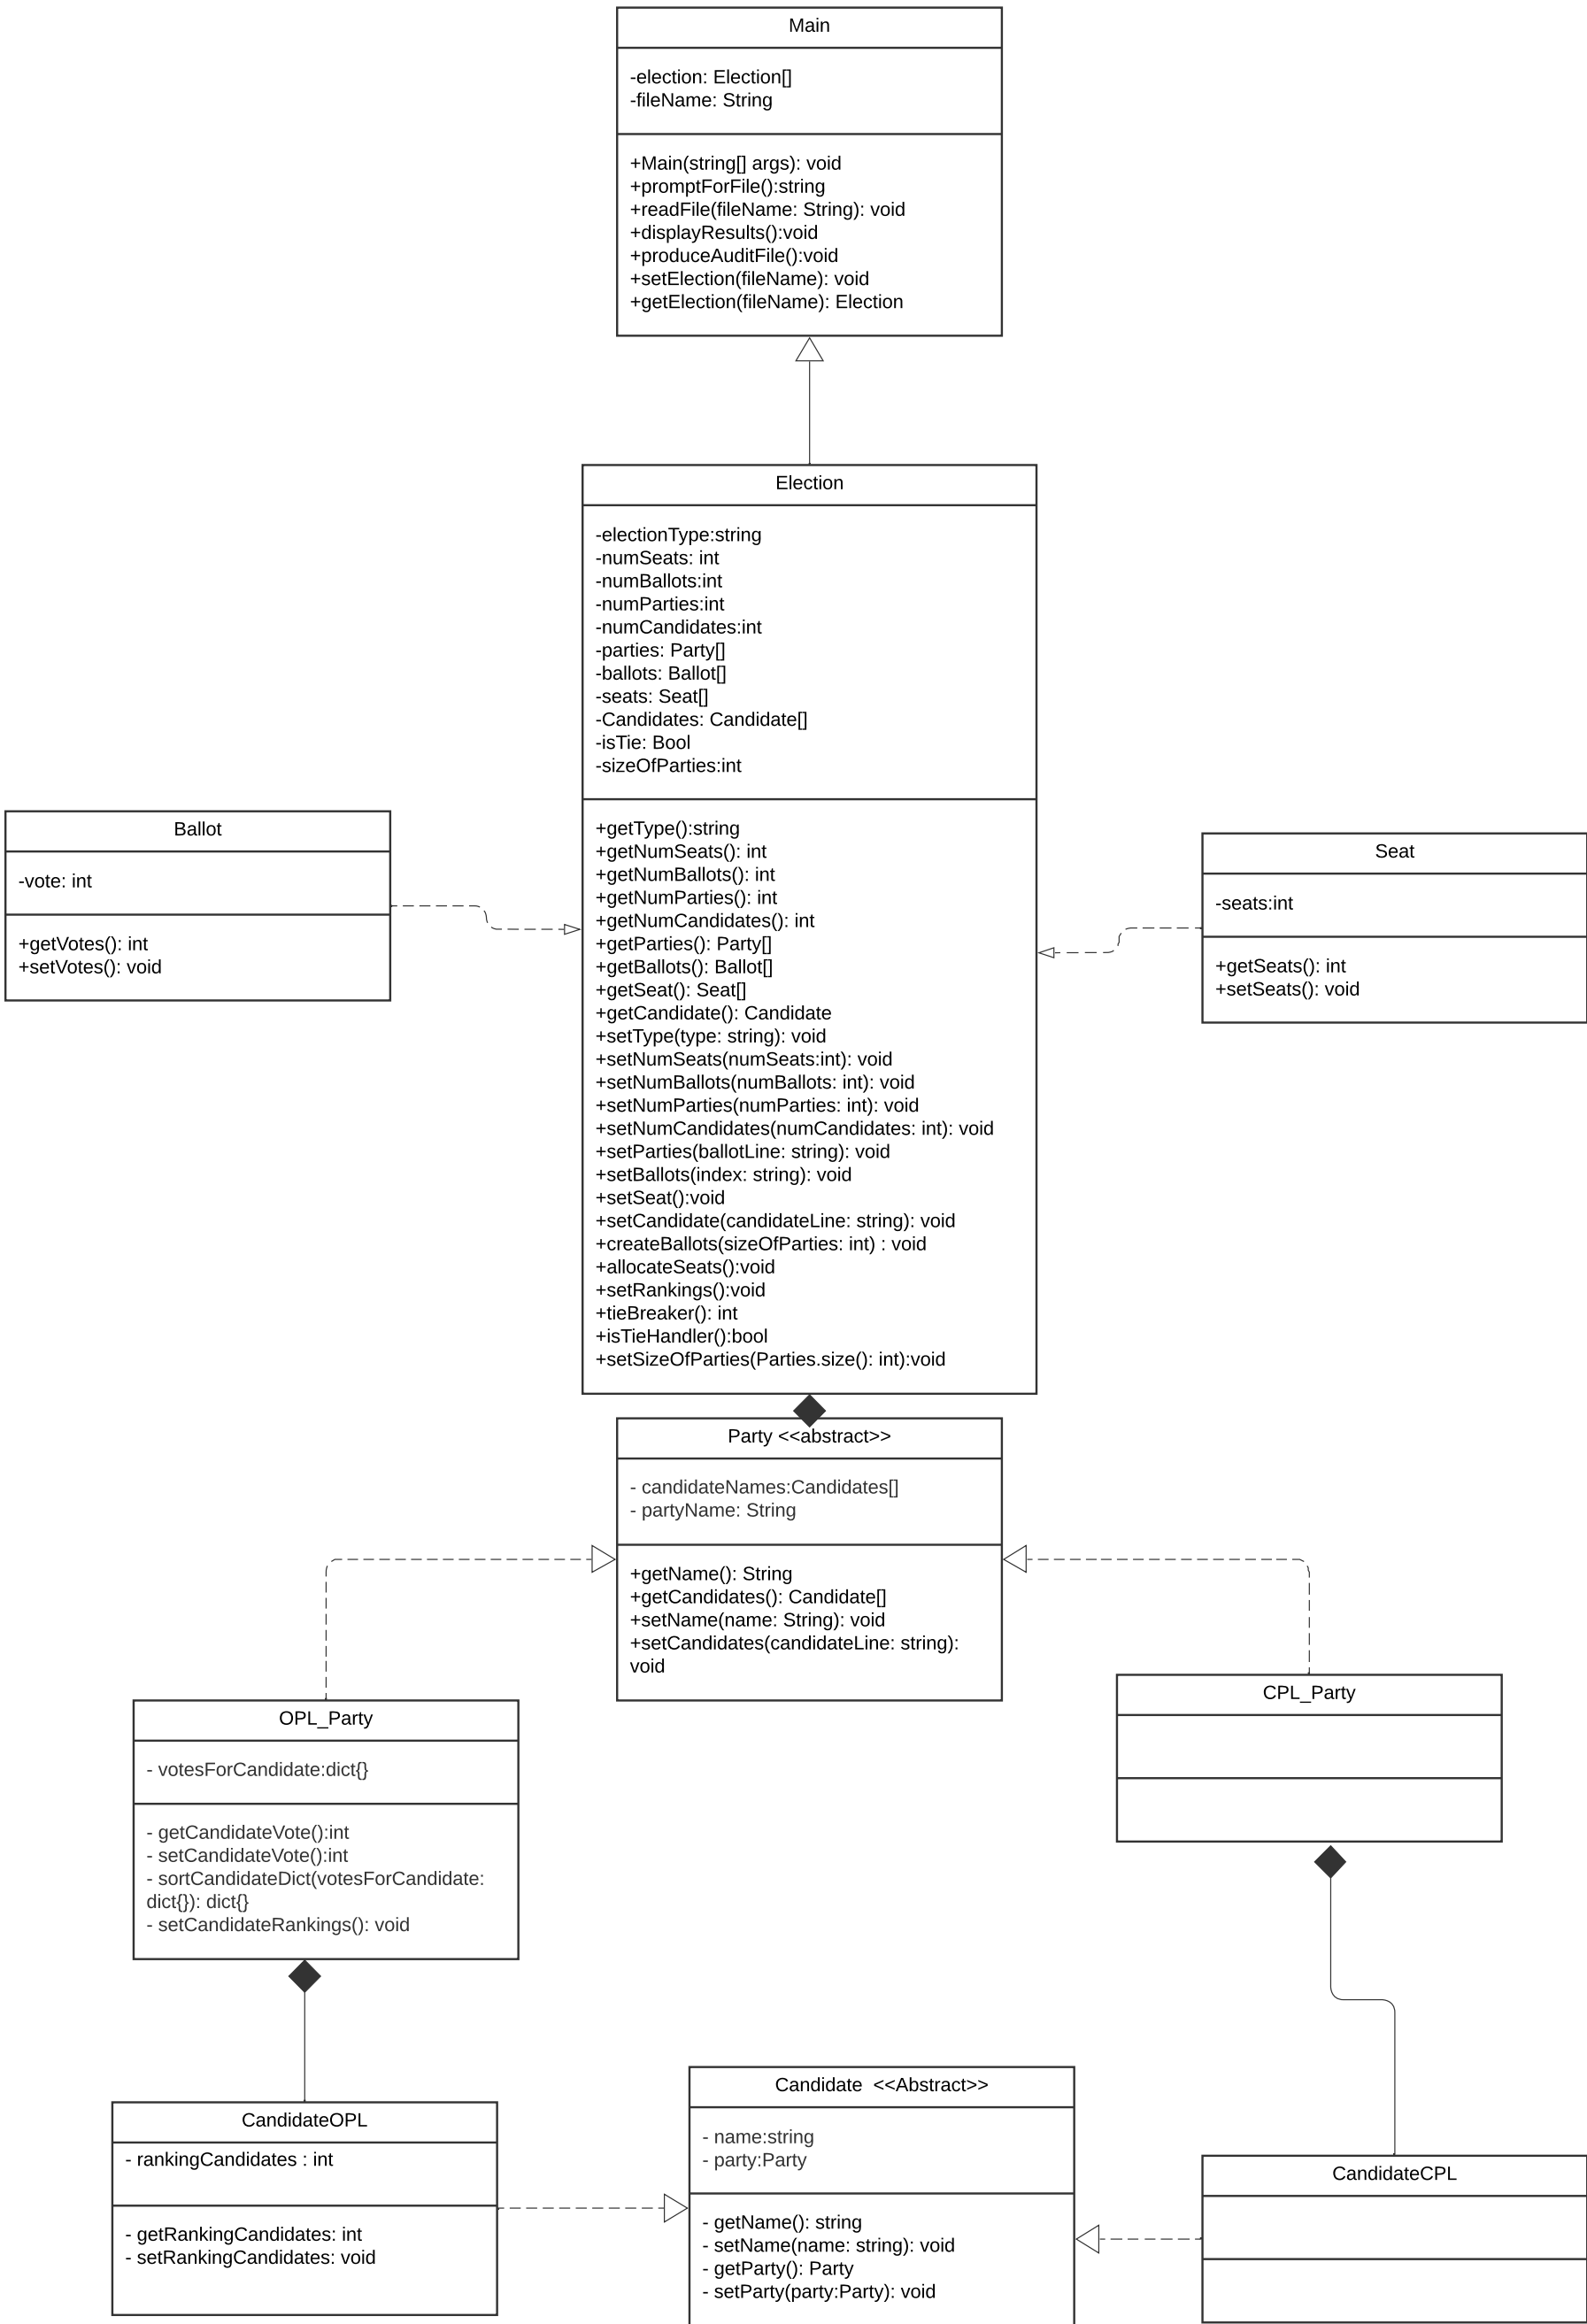 Main
-election: Election[]
-fileName: String
+Main(string[] args): void
+promptForFile():string
+readFile(fileName: String): void
+displayResults():void
+produceAuditFile():void
+setElection(fileName): void
+getElection(fileName): Election
Election
-electionType:string
-numSeats: int
-numBallots:int
-numParties:int
-numCandidates:int
-parties: Party[]
-ballots: Ballot[]
-seats: Seat[]
-Candidates: Candidate[]
-isTie: Bool
-sizeOfParties:int
+getType():string
+getNumSeats(): int
+getNumBallots(): int
+getNumParties(): int
+getNumCandidates(): int
+getParties(): Party[]
+getBallots(): Ballot[]
+getSeat(): Seat[]
+getCandidate(): Candidate
+setType(type: string): void
+setNumSeats(numSeats:int): void
+setNumBallots(numBallots: int): void
+setNumParties(numParties: int): void
+setNumCandidates(numCandidates: int): void
+setParties(ballotLine: string): void
+setBallots(index: string): void
+setSeat():void
+setCandidate(candidateLine: string): void
+createBallots(sizeOfParties: int) : void
+allocateSeats():void
+setRankings():void
+tieBreaker(): int
+isTieHandler():bool
+setSizeOfParties(Parties.size(): int):void
Ballot
-vote: int
+getVotes(): int
+setVotes(): void
Seat
-seats:int
+getSeats(): int
+setSeats(): void
Party <<abstract>>
- candidateNames:Candidates[]
- partyName: String
+getName(): String
+getCandidates(): Candidate[]
+setName(name: String): void
+setCandidates(candidateLine: string):
void
OPL_Party
- votesForCandidate:dict{}
- getCandidateVote():int
- setCandidateVote():int
- sortCandidateDict(votesForCandidate:
dict{}): dict{}
- setCandidateRankings(): void
CPL_Party
CandidateOPL
- rankingCandidates : int
- getRankingCandidates: int
- setRankingCandidates: void
Candidate  <<Abstract>>
- name:string
- party:Party
- getName(): string
- setName(name: string): void
- getParty(): Party
- setParty(party:Party): void
CandidateCPL